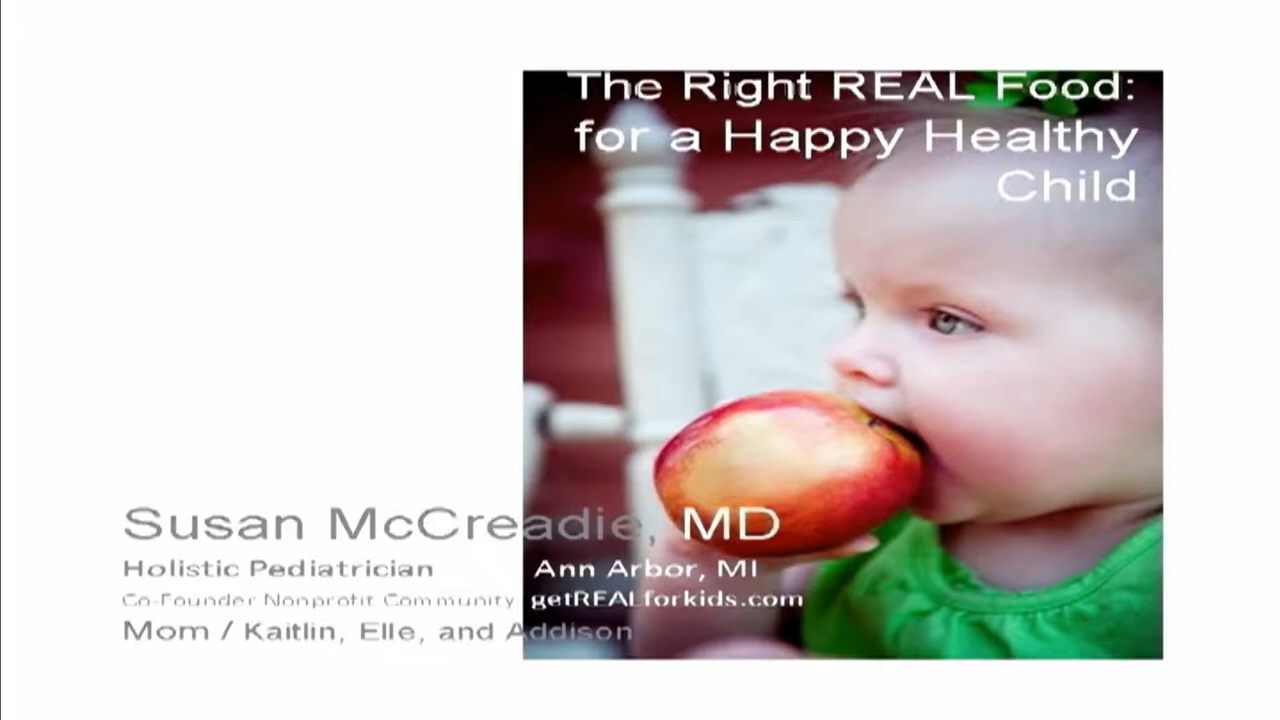 The Right REAL Food:
for a Happy Healthy
Child
Susan McCreadie, MD
Holistic Pediatrician Ann Arbor, MI
Co-Founder Nonprofit Community getREALforkids.com
Mom / Kaitlin, Elle, and Addison